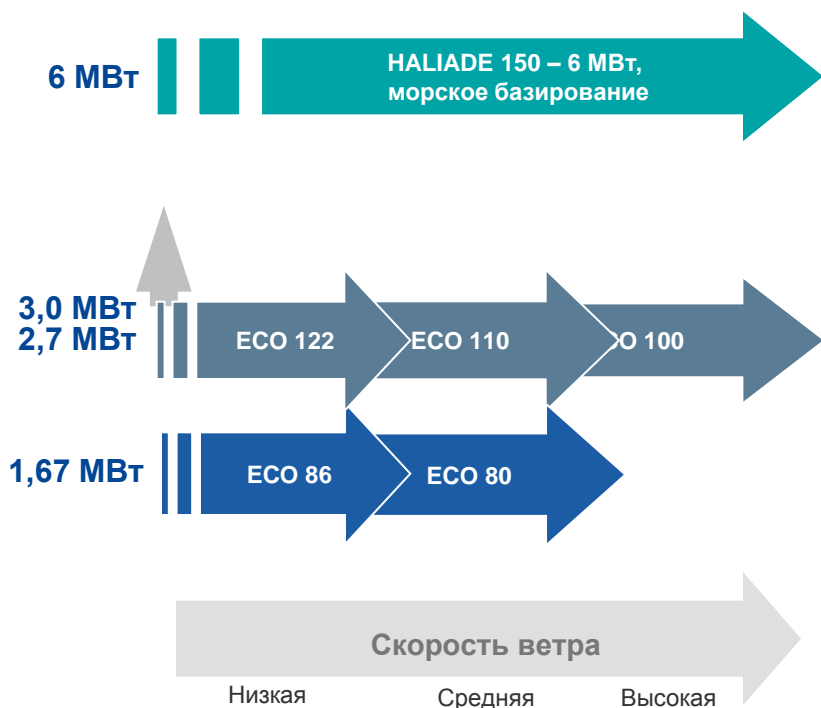 6 МВт
HALIADE 150 – 6 МВт,
морское базирование
3,0 МВт
2,7 МВт
ECO 122
ECO 110
O 100
1,67 МВт
ECO 86
ECO 80
Скорость ветра
Низкая
Средняя
Высокая